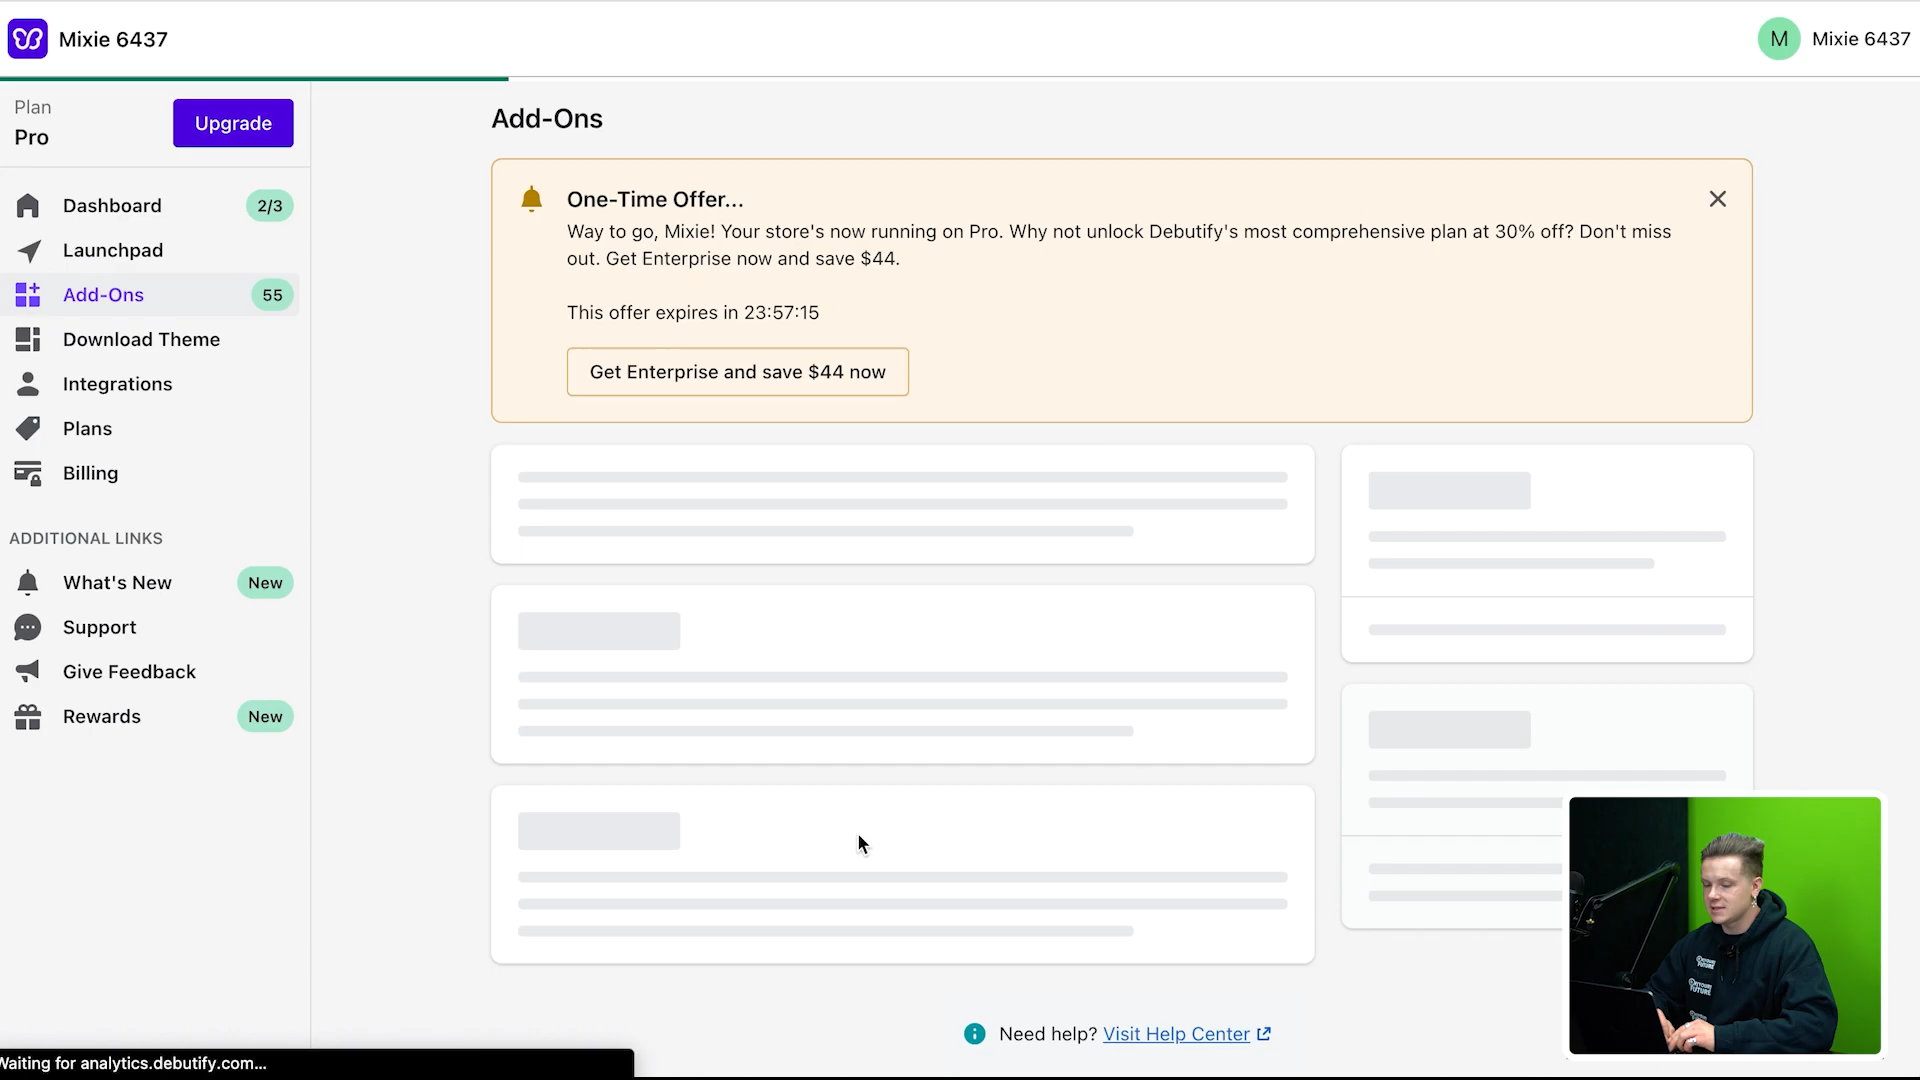 Mixie 6437
M Mixie 6437
Plan
Pro
Upgrade
Dashboard 2/3
Launchpad
Add-Ons 55
Download Theme
Integrations
Plans
Billing
ADDITIONAL LINKS
What's New New
Support
Give Feedback
Rewards New
Add-Ons
One-Time Offer...
Way to go, Mixie! Your store's now running on Pro. Why not unlock Debutify's most comprehensive plan at 30% off? Don't miss
out. Get Enterprise now and save $44.
This offer expires in 23:57:15
Get Enterprise and save $44 now
Need help? Visit Help Center
Waiting for analytics.debutify.com...